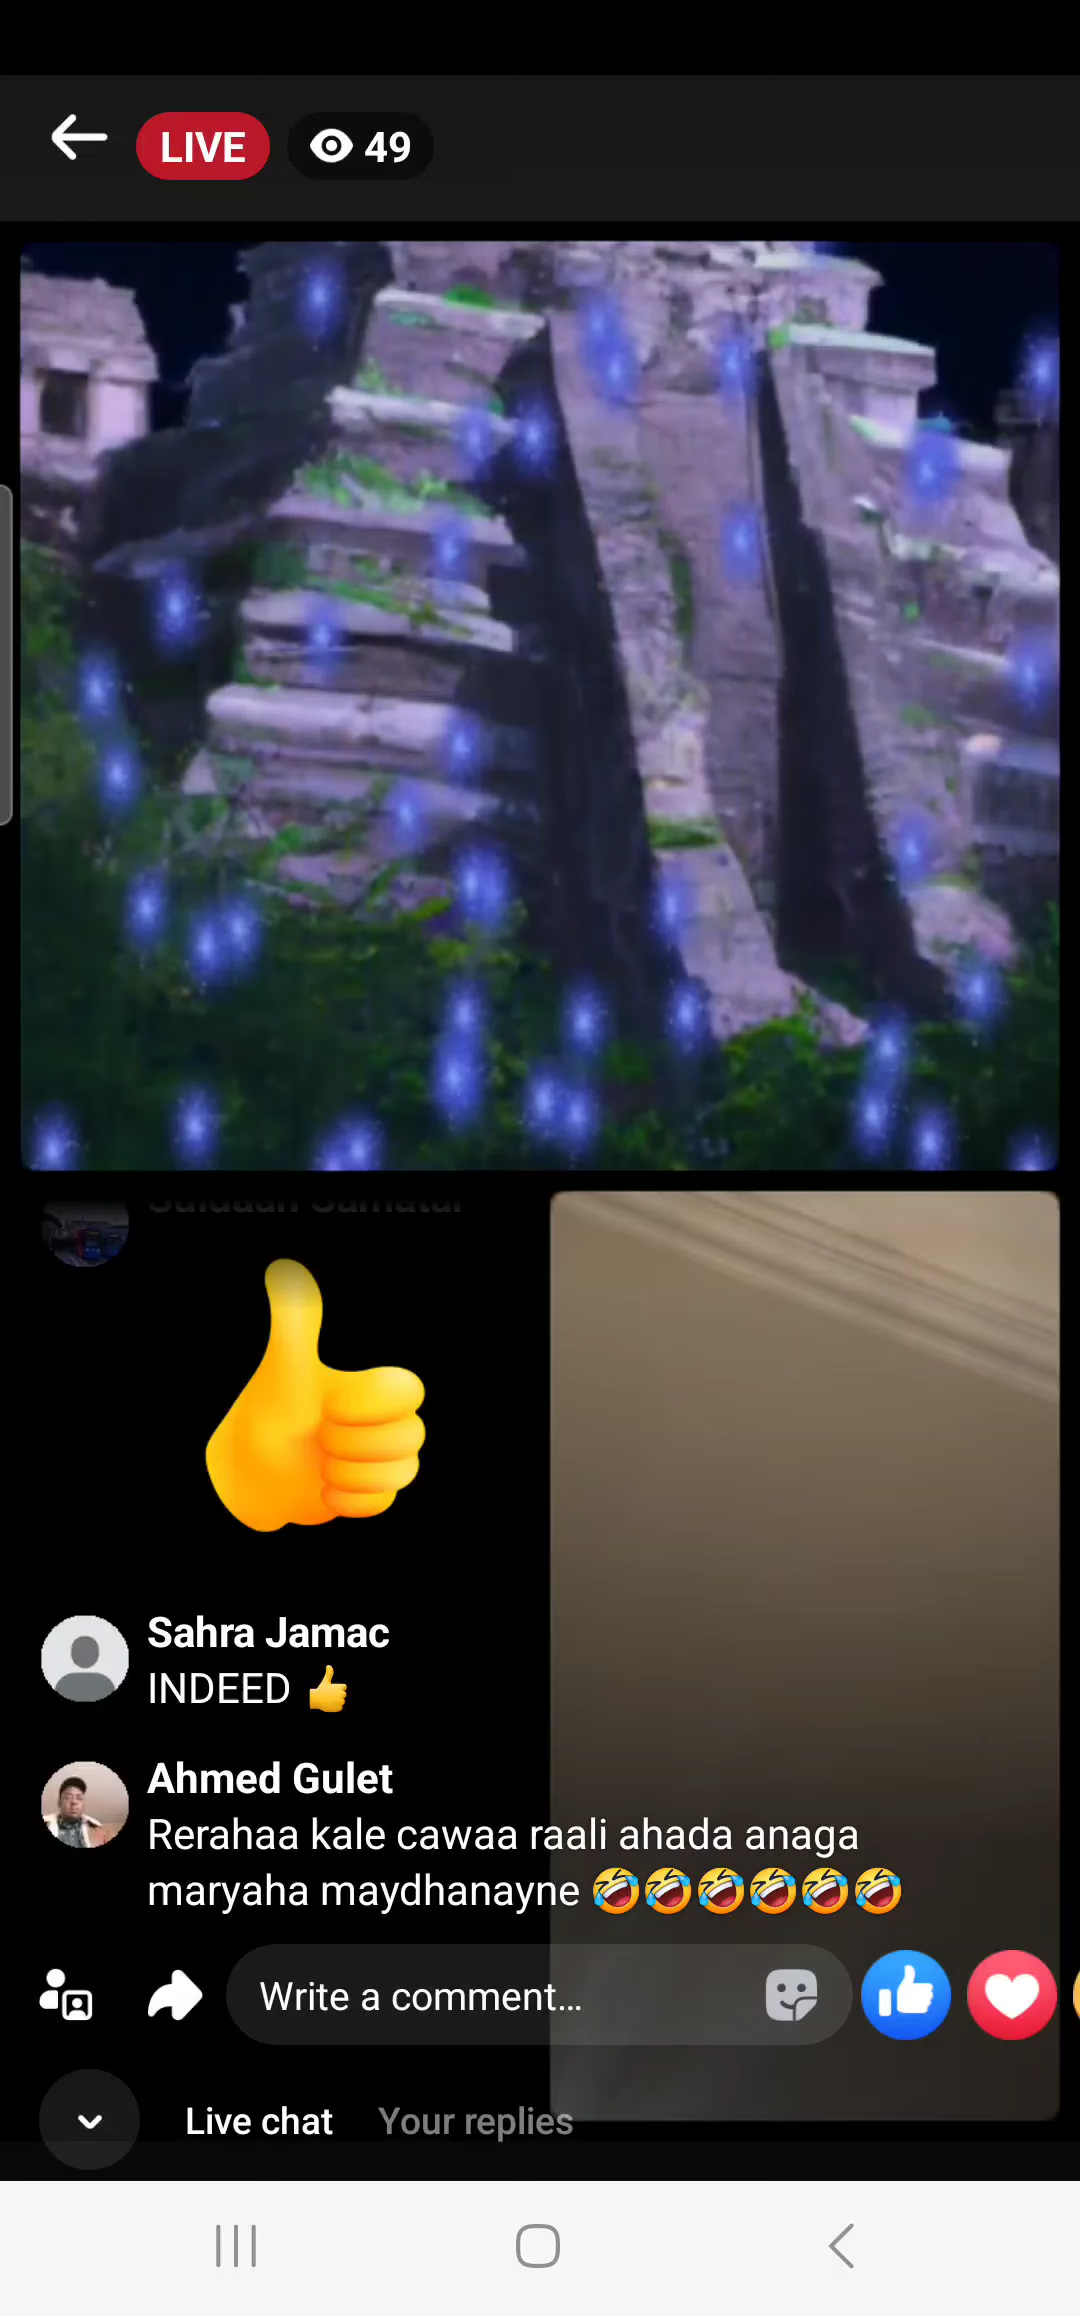 LIVE 49
Sahra Jamac
INDEED 👍
Ahmed Gulet
Rerahaa kale cawaa raali ahada anaga
maryaha maydhanayne 🤣🤣🤣🤣🤣🤣
Write a comment...
Live chat Your replies